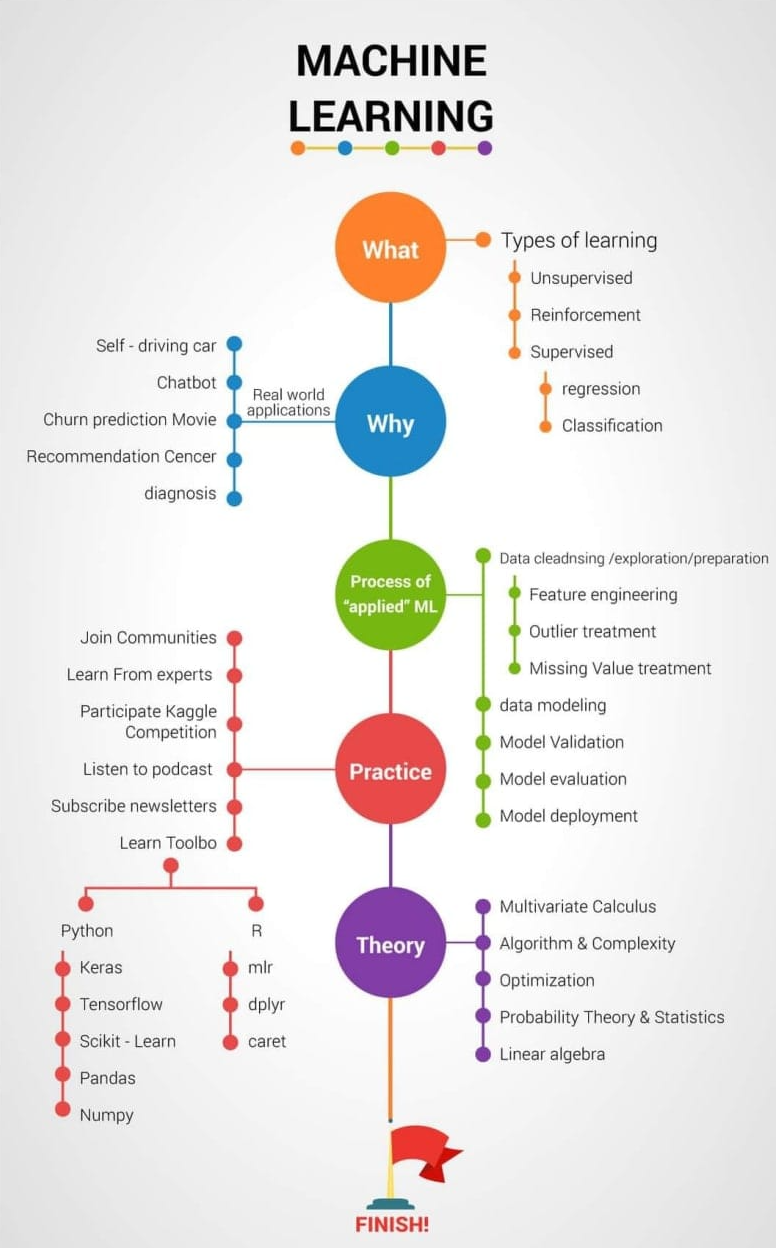 MACHINE
LEARNING
What
Types of learning
Unsupervised
Reinforcement
Supervised
regression
Classification
Why
Real world
applications
Self - driving car
Chatbot
Churn prediction Movie
Recommendation Cencer
diagnosis
Process of
“applied” ML
Data cleadnsing /exploration/preparation
Feature engineering
Outlier treatment
Missing Value treatment
data modeling
Model Validation
Model evaluation
Model deployment
Practice
Join Communities
Learn From experts
Participate Kaggle
Competition
Listen to podcast
Subscribe newsletters
Learn Toolbo
Python
Keras
Tensorflow
Scikit - Learn
Pandas
Numpy
R
mlr
dplyr
caret
Theory
Multivariate Calculus
Algorithm & Complexity
Optimization
Probability Theory & Statistics
Linear algebra
FINISH!